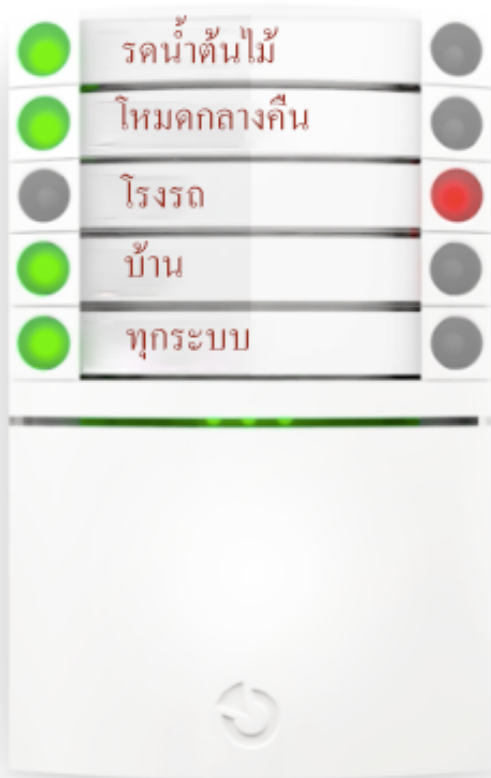 รดน้ำต้นไม้
โหมดกลางคืน
โรงรถ
บ้าน
ทุกระบบ